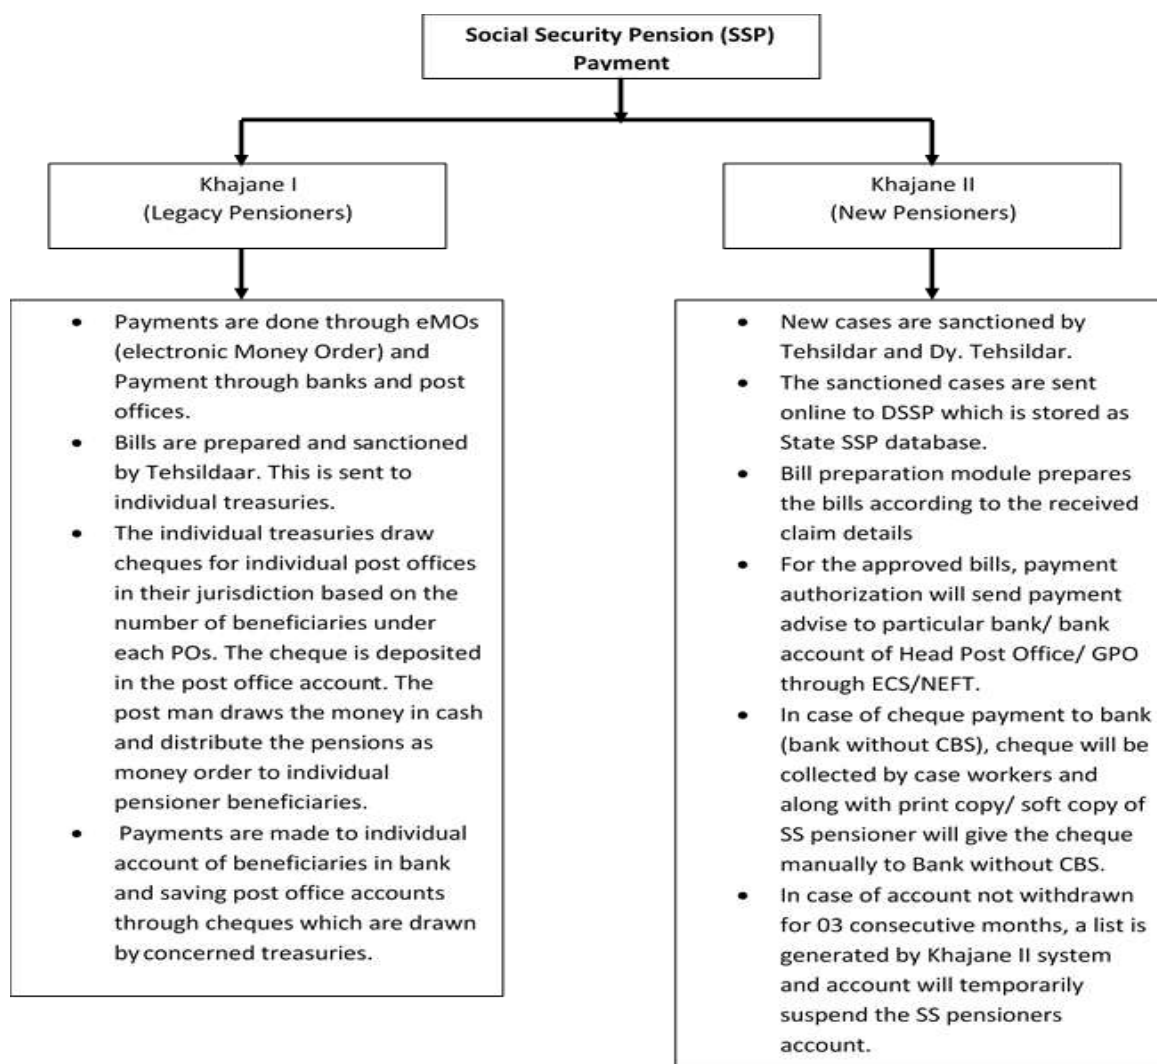 Social Security Pension (SSP)
Payment
Khajane I
(Legacy Pensioners)
• Payments are done through eMOs
(electronic Money Order) and
Payment through banks and post
offices.
• Bills are prepared and sanctioned
by Tehsildaar. This is sent to
individual treasuries.
• The individual treasuries draw
cheques for individual post offices
in their jurisdiction based on the
number of beneficiaries under
each POs. The cheque is deposited
in the post office account. The
post man draws the money in cash
and distribute the pensions as
money order to individual
pensioner beneficiaries.
• Payments are made to individual
account of beneficiaries in bank
and saving post office accounts
through cheques which are drawn
by concerned treasuries.
Khajane II
(New Pensioners)
• New cases are sanctioned by
Tehsildar and Dy. Tehsildar.
• The sanctioned cases are sent
online to DSSP which is stored as
State SSP database.
• Bill preparation module prepares
the bills according to the received
claim details
• For the approved bills, payment
authorization will send payment
advise to particular bank/ bank
account of Head Post Office/ GPO
through ECS/NEFT.
• In case of cheque payment to bank
(bank without CBS), cheque will be
collected by case workers and
along with print copy/ soft copy of
SS pensioner will give the cheque
manually to Bank without CBS.
• In case of account not withdrawn
for 03 consecutive months, a list is
generated by Khajane II system
and account will temporarily
suspend the SS pensioners
account.